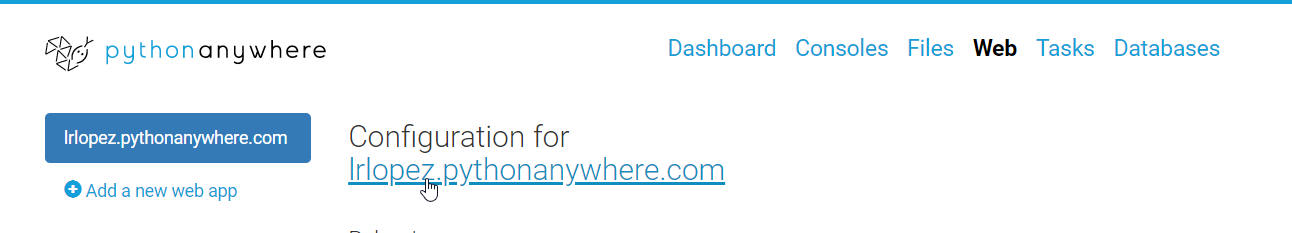 pythonanywhere
Dashboard Consoles Files Web Tasks Databases
lrlopez.pythonanywhere.com
Add a new web app
Configuration for
lrlopez.pythonanywhere.com